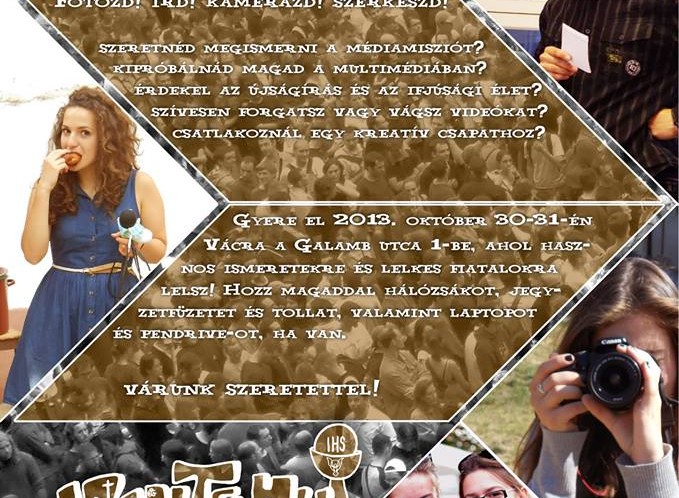 Fotózd! Írd! Kamerázd! Szerkeszd!
szeretnéd megismerni a médiamissziót?
kipróbálnád magad a multimédiában?
érdekel az újságírás és az ifjúsági élet?
szívesen forgatsz vagy vágsz videókat?
csatlakoznál egy kreatív csapathoz?
Gyere el 2013. október 30-31-én
Vácra a Galamb utca 1-be, ahol hasz-
nos ismeretekre és lelkes fiatalokra
lelsz! Hozz magaddal hálózsákot, jegy-
zetfüzetet és tollat, valamint laptopot
és pendrive-ot, ha van.
várunk szeretettel!
IHS
Canon